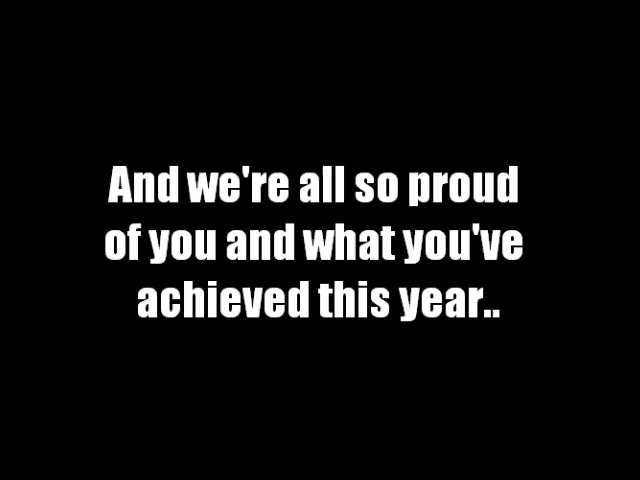 And we're all so proud
of you and what you've
achieved this year..